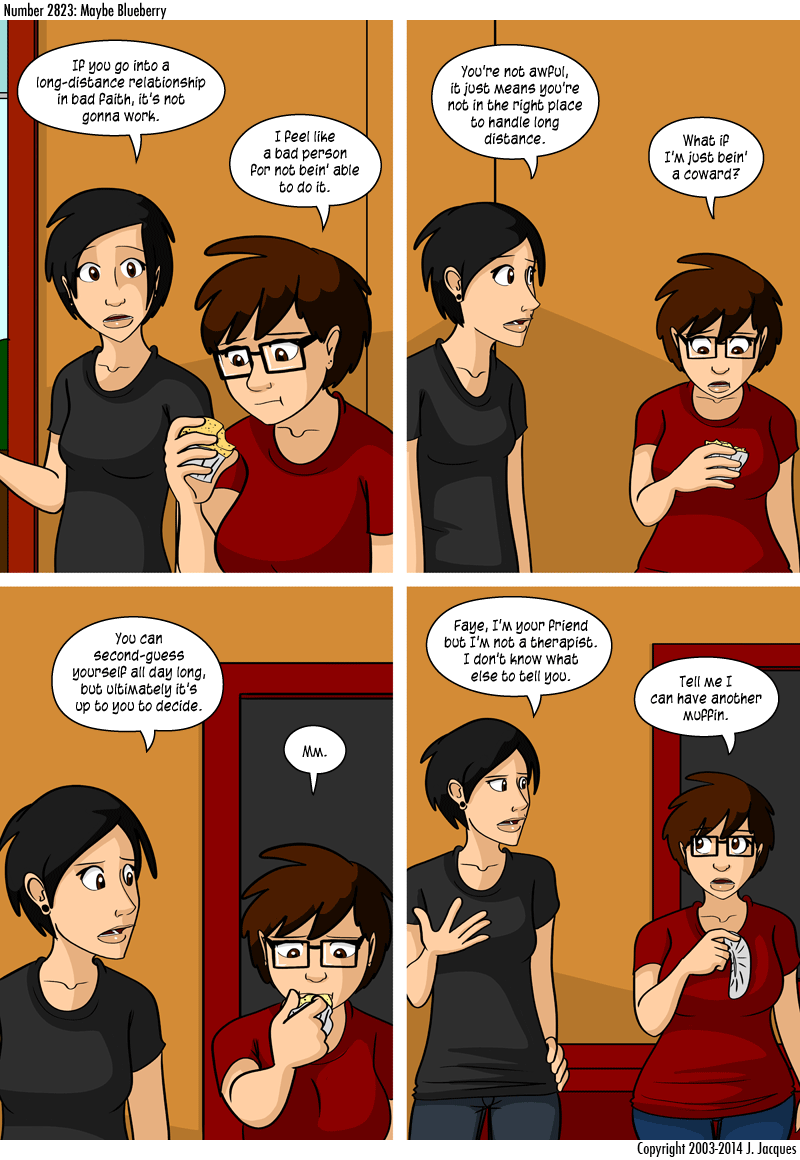 Number 2823: Maybe Blueberry
If you go into a
long-distance relationship
in bad faith, it's not
gonna work.
I feel like
a bad person
for not bein' able
to do it.
You're not awful,
it just means you're
not in the right place
to handle long
distance.
What if
I'm just bein'
a coward?
You can
second-guess
yourself all day long,
but ultimately it's
up to you to decide.
Mm.
Faye, I'm your friend
but I'm not a therapist.
I don't know what
else to tell you.
Tell me I
can have another
muffin.
Copyright 2003-2014 J. Jacques